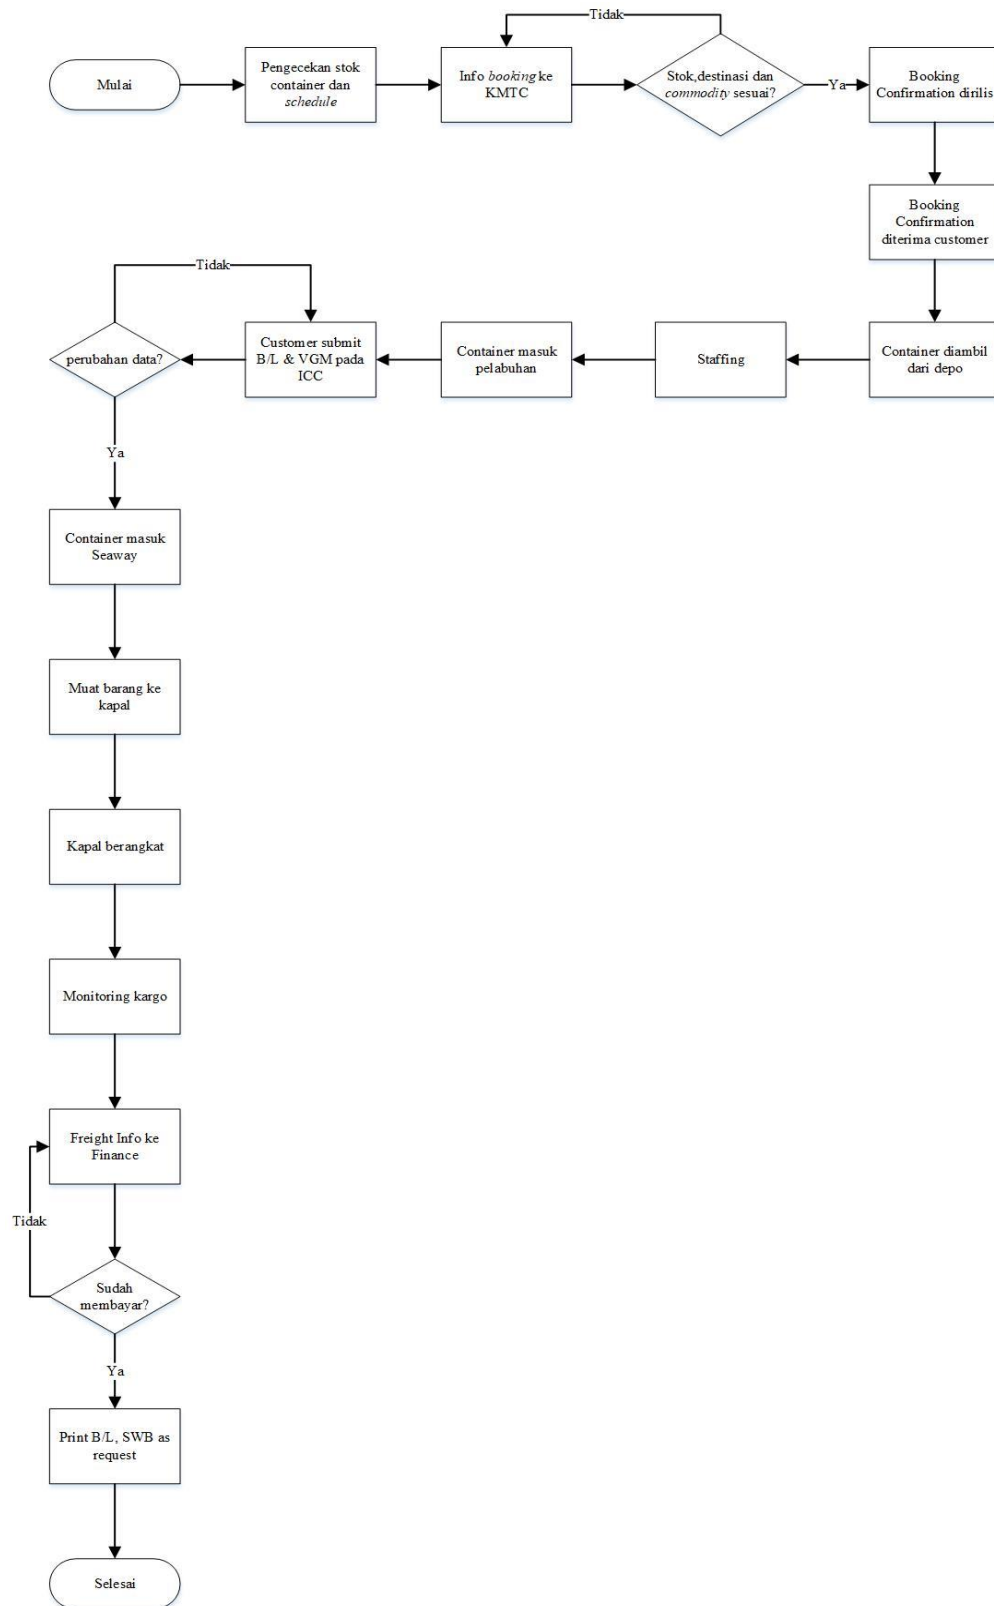 Tidak
Mulai
Pengecekan stok
container dan
schedule
Info booking ke
KMTC
Stok,destinasi dan
commodity sesuai?
Ya
Booking
Confirmation dirilis
Booking
Confirmation
diterima customer
Tidak
perubahan data?
Customer submit
B/L & VGM pada
ICC
Container masuk
pelabuhan
Staffing
Container diambil
dari depo
Ya
Container masuk
Seaway
Muat barang ke
kapal
Kapal berangkat
Monitoring kargo
Freight Info ke
Finance
Tidak
Sudah
membayar?
Ya
Print B/L, SWB as
request
Selesai